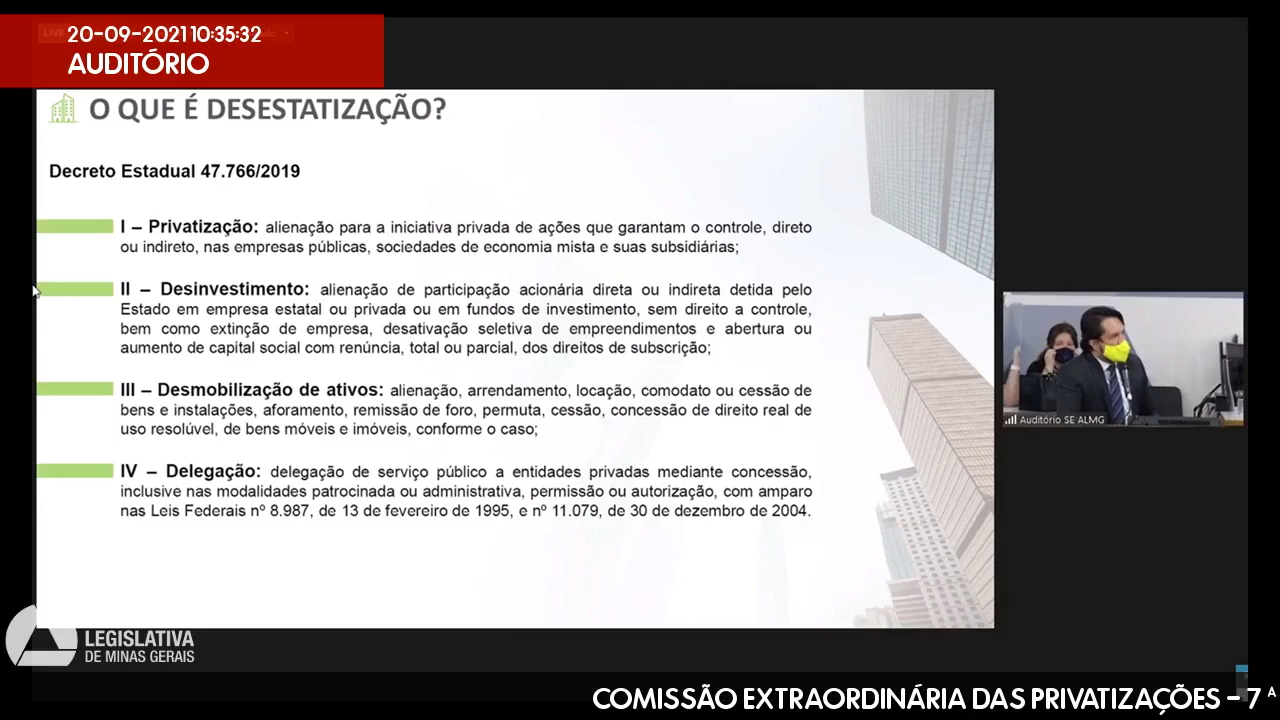 LIVE
20-09-2021 10:35:32
AUDITÓRIO
O QUE É DESESTATIZAÇÃO?
Decreto Estadual 47.766/2019
I – Privatização: alienação para a iniciativa privada de ações que garantam o controle, direto
ou indireto, nas empresas públicas, sociedades de economia mista e suas subsidiárias;
II – Desinvestimento: alienação de participação acionária direta ou indireta detida pelo
Estado em empresa estatal ou privada ou em fundos de investimento, sem direito a controle,
bem como extinção de empresa, desativação seletiva de empreendimentos e abertura ou
aumento de capital social com renúncia, total ou parcial, dos direitos de subscrição;
III – Desmobilização de ativos: alienação, arrendamento, locação, comodato ou cessão de
bens e instalações, aforamento, remissão de foro, permuta, cessão, concessão de direito real de
uso resolúvel, de bens móveis e imóveis, conforme o caso;
IV – Delegação: delegação de serviço público a entidades privadas mediante concessão,
inclusive nas modalidades patrocinada ou administrativa, permissão ou autorização, com amparo
nas Leis Federais nº 8.987, de 13 de fevereiro de 1995, e nº 11.079, de 30 de dezembro de 2004.
Auditório SE ALMG
LEGISLATIVA
DE MINAS GERAIS
COMISSÃO EXTRAORDINÁRIA DAS PRIVATIZAÇÕES – 7 ª